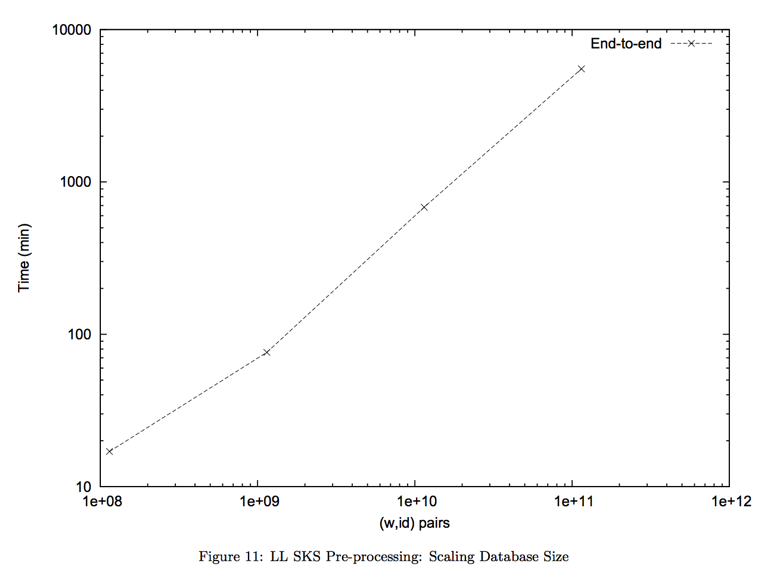 10000
End-to-end
1000
Time (min)
100
10
1e+08 1e+09 1e+10 1e+11 1e+12
(w,id) pairs
Figure 11: LL SKS Pre-processing: Scaling Database Size